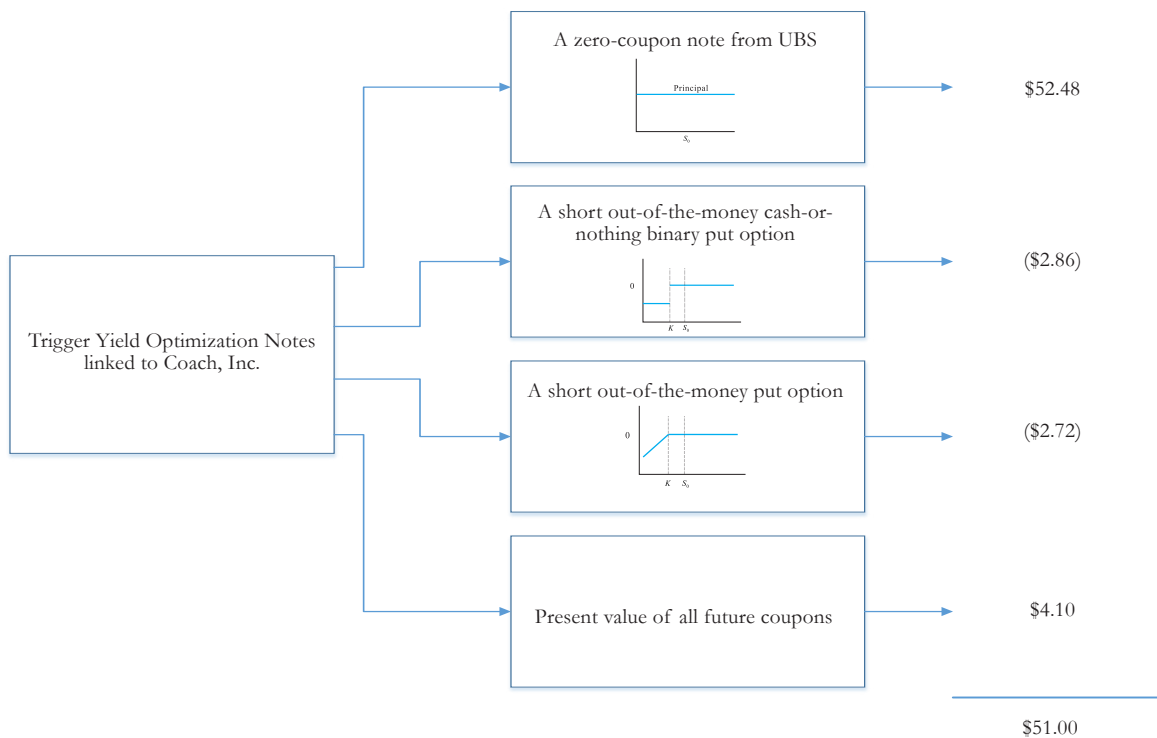 A zero-coupon note from UBS
Principal
S₀
$52.48
A short out-of-the-money cash-or-
nothing binary put option
0
K
S₀
($2.86)
Trigger Yield Optimization Notes
linked to Coach, Inc.
A short out-of-the-money put option
0
K
S₀
($2.72)
Present value of all future coupons
$4.10
$51.00